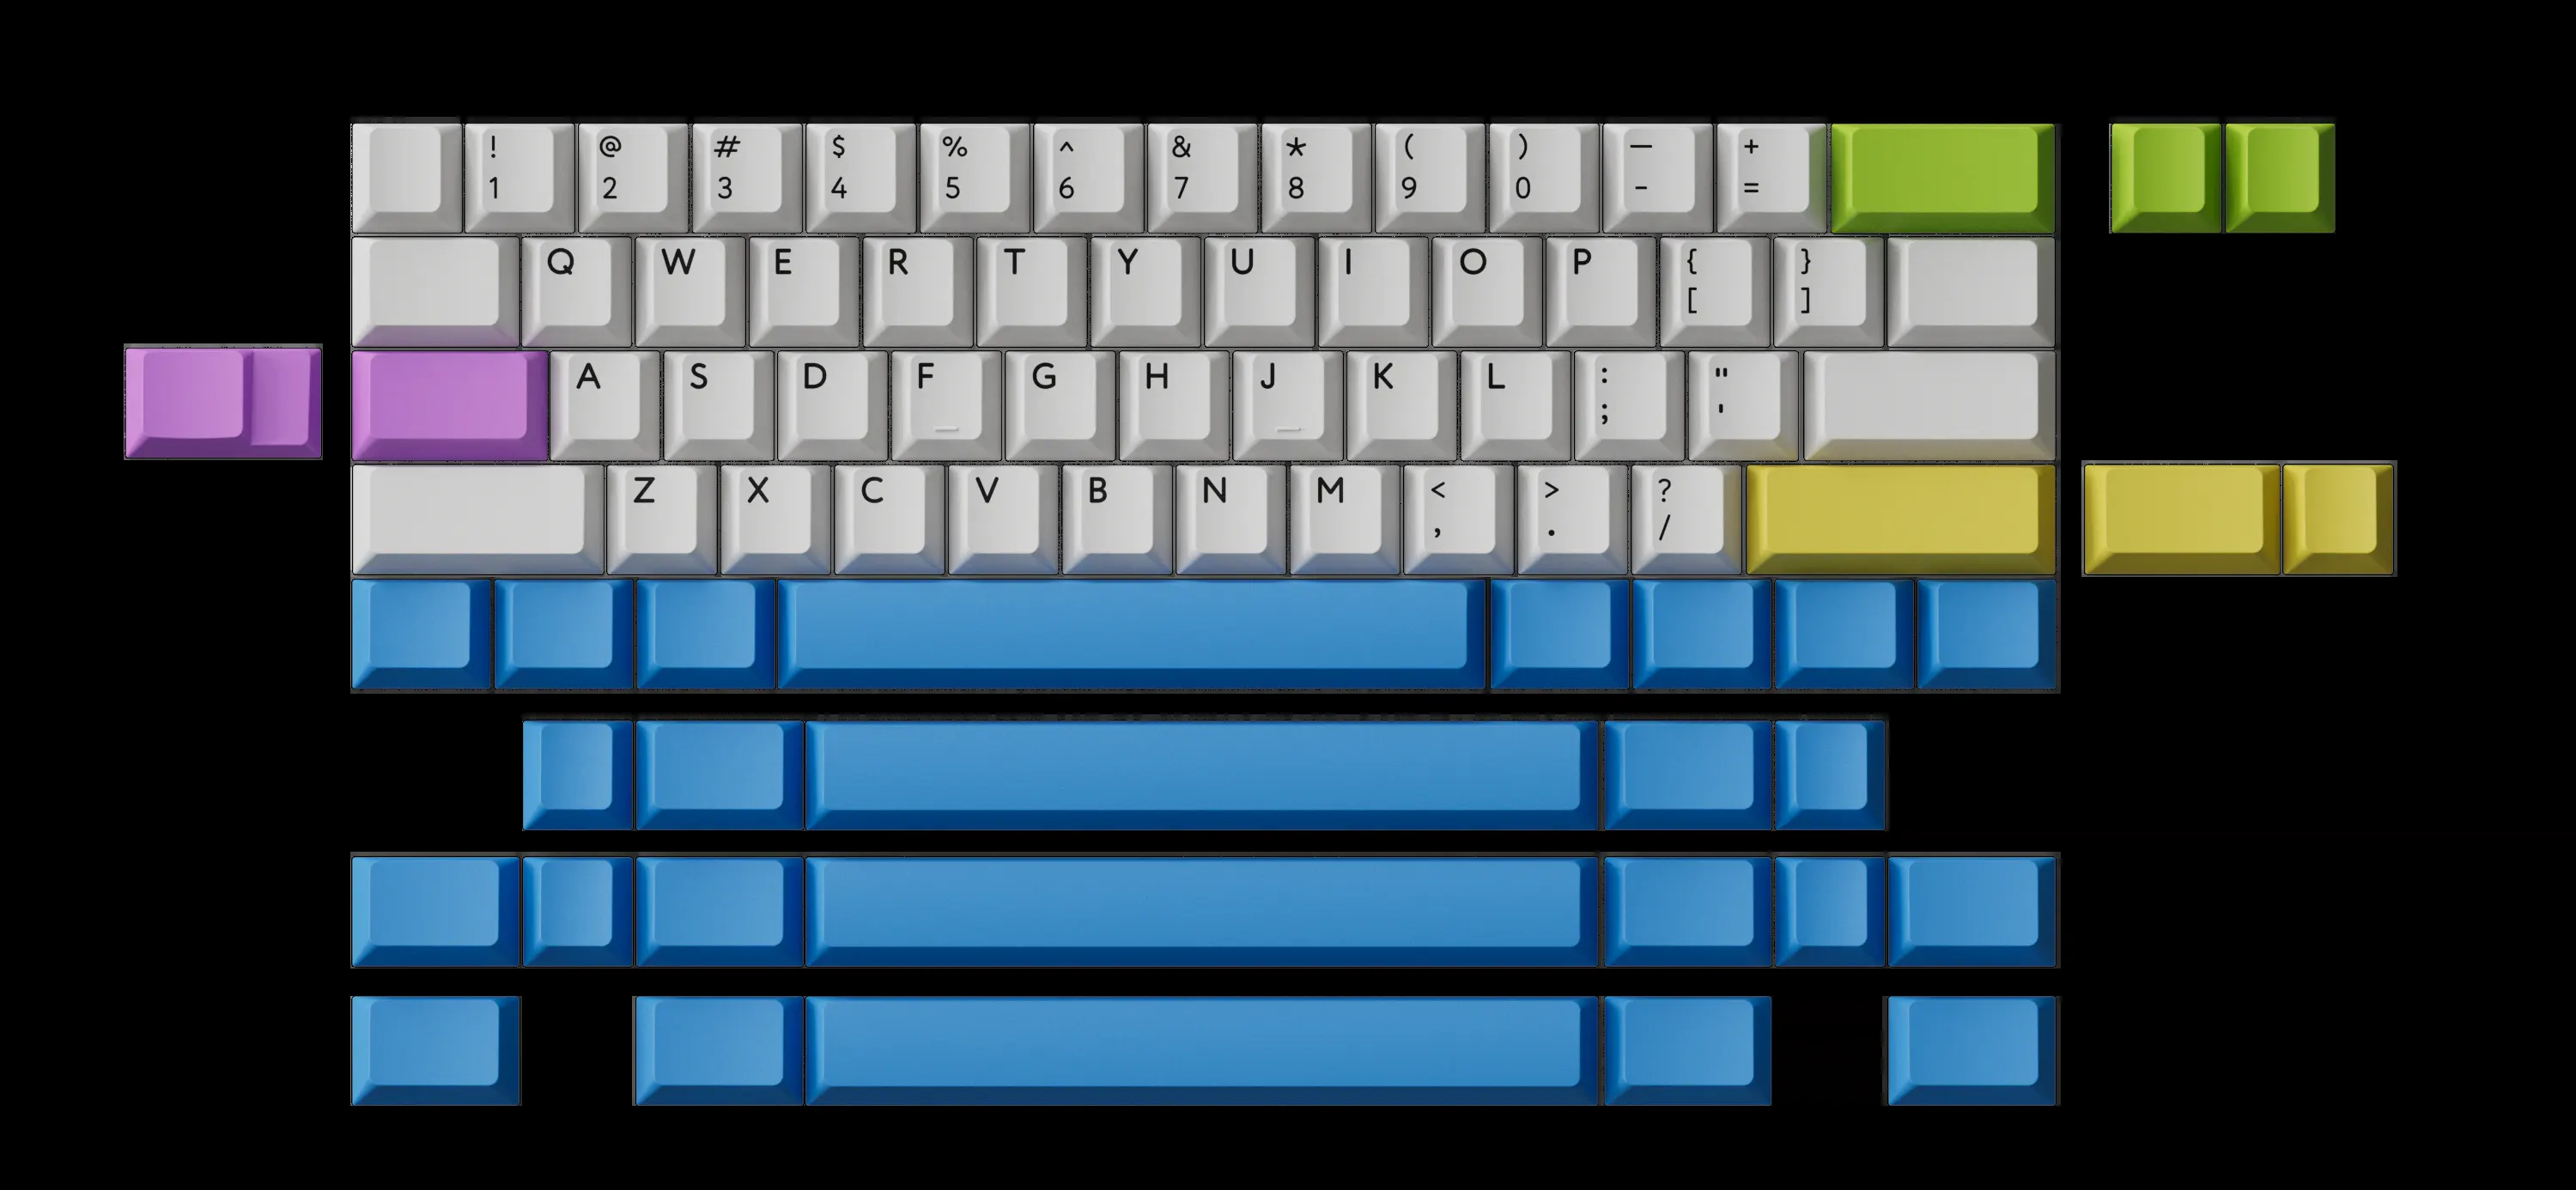 ! @ # $ % ^ & * ( ) — +
1 2 3 4 5 6 7 8 9 0 - =
Q W E R T Y U I O P { }
[ ]
A S D F G H J K L : "
; '
Z X C V B N M < > ?
, . /